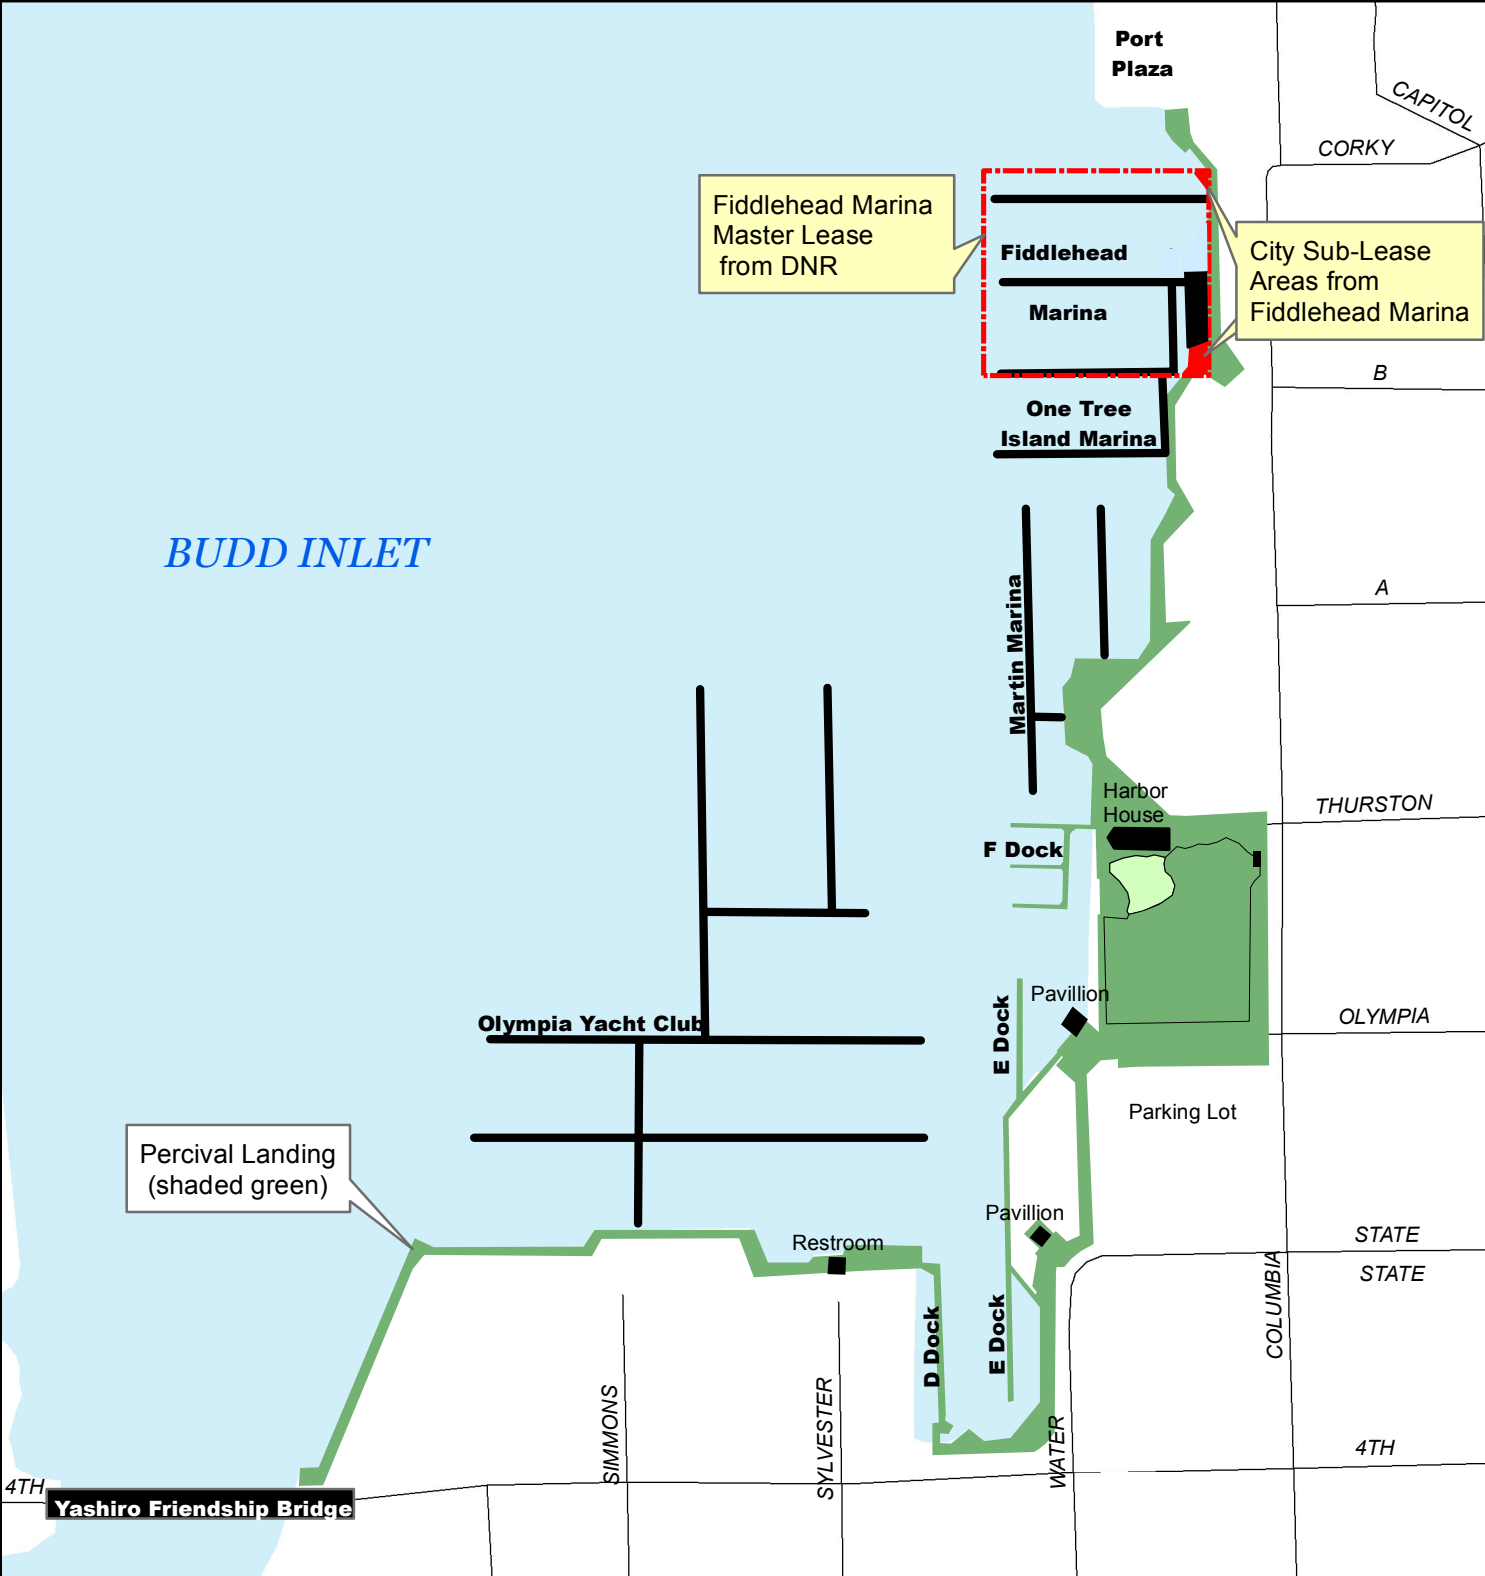 Port
Plaza
CAPITOL
CORKY
Fiddlehead Marina
Master Lease
from DNR
Fiddlehead
Marina
City Sub-Lease
Areas from
Fiddlehead Marina
B
One Tree
Island Marina
BUDD INLET
A
Martin Marina
Harbor
House
THURSTON
F Dock
Pavillion
E Dock
OLYMPIA
Olympia Yacht Club
Parking Lot
Percival Landing
(shaded green)
Pavillion
Restroom
STATE
STATE
COLUMBIA
D Dock
E Dock
SIMMONS
SYLVESTER
WATER
4TH
4TH
Yashiro Friendship Bridge